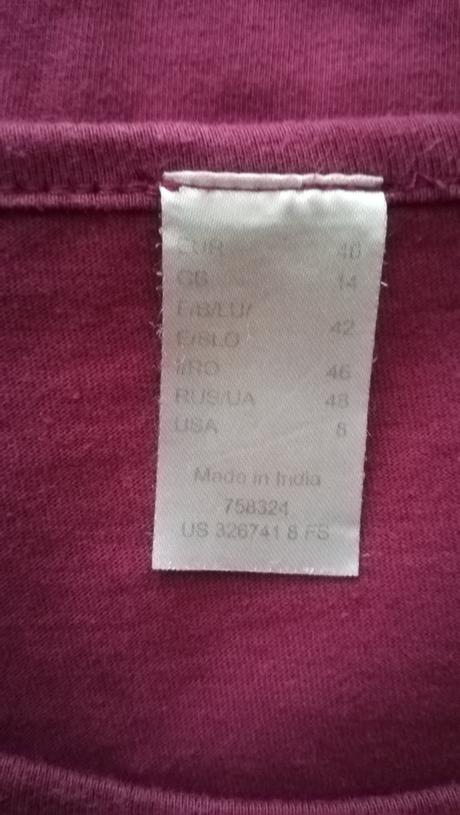 EUR 40
GB 14
F/B/LU/
E/SLO 42
I/RO 46
RUS/UA 48
USA 8
Made in India
758324
US 326741 8 FS